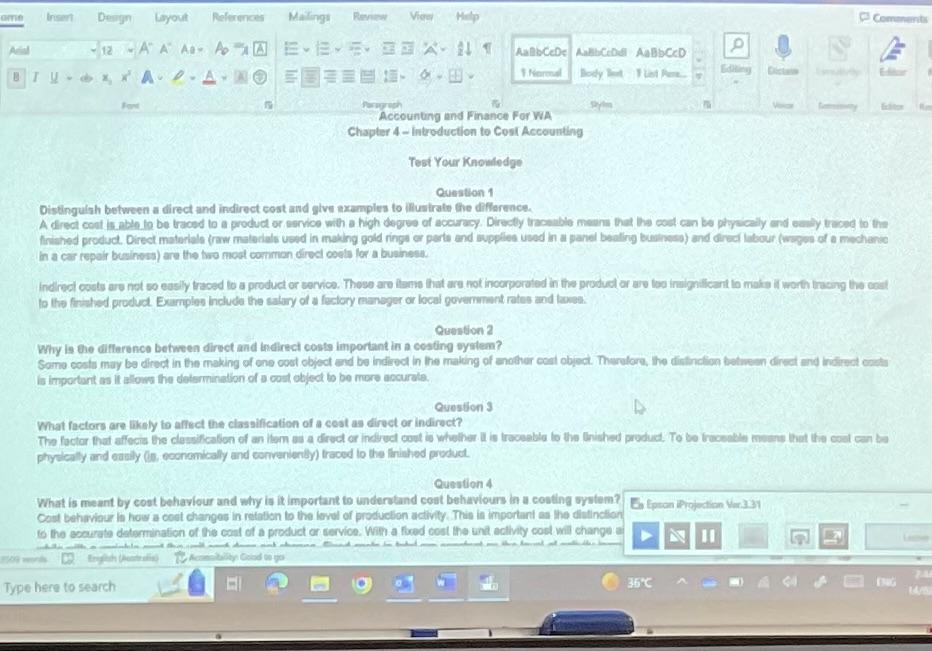 Insert Design Layout References Mailings Review View Help Comments
Arial 12
AaBbCcDc AaBbCcDdI AaBbCcD
Editing Dictate Editor
¶ Normal Body Text ¶ List Para...
Font Paragraph Styles Voice Editor
Accounting and Finance For WA
Chapter 4 – Introduction to Cost Accounting
Test Your Knowledge
Question 1
Distinguish between a direct and indirect cost and give examples to illustrate the difference.
A direct cost is able to be traced to a product or service with a high degree of accuracy. Directly traceable means that the cost can be physically and easily traced to the
finished product. Direct materials (raw materials used in making gold rings or parts and supplies used in a panel beating business) and direct labour (wages of a mechanic
in a car repair business) are the two most common direct costs for a business.
Indirect costs are not so easily traced to a product or service. These are items that are not incorporated in the product or are too insignificant to make it worth tracing the cost
to the finished product. Examples include the salary of a factory manager or local government rates and taxes.
Question 2
Why is the difference between direct and indirect costs important in a costing system?
Some costs may be direct in the making of one cost object and be indirect in the making of another cost object. Therefore, the distinction between direct and indirect costs
is important as it allows the determination of a cost object to be more accurate.
Question 3
What factors are likely to affect the classification of a cost as direct or indirect?
The factor that affects the classification of an item as a direct or indirect cost is whether it is traceable to the finished product. To be traceable means that the cost can be
physically and easily (ie, economically and conveniently) traced to the finished product.
Question 4
What is meant by cost behaviour and why is it important to understand cost behaviours in a costing system?
Cost behaviour is how a cost changes in relation to the level of production activity. This is important as the distinction
to the accurate determination of the cost of a product or service. With a fixed cost the unit activity cost will change a
Epson iProjection Ver.3.31
Leave
words English (Australia) Accessibility: Good to go
Type here to search 36°C ENG